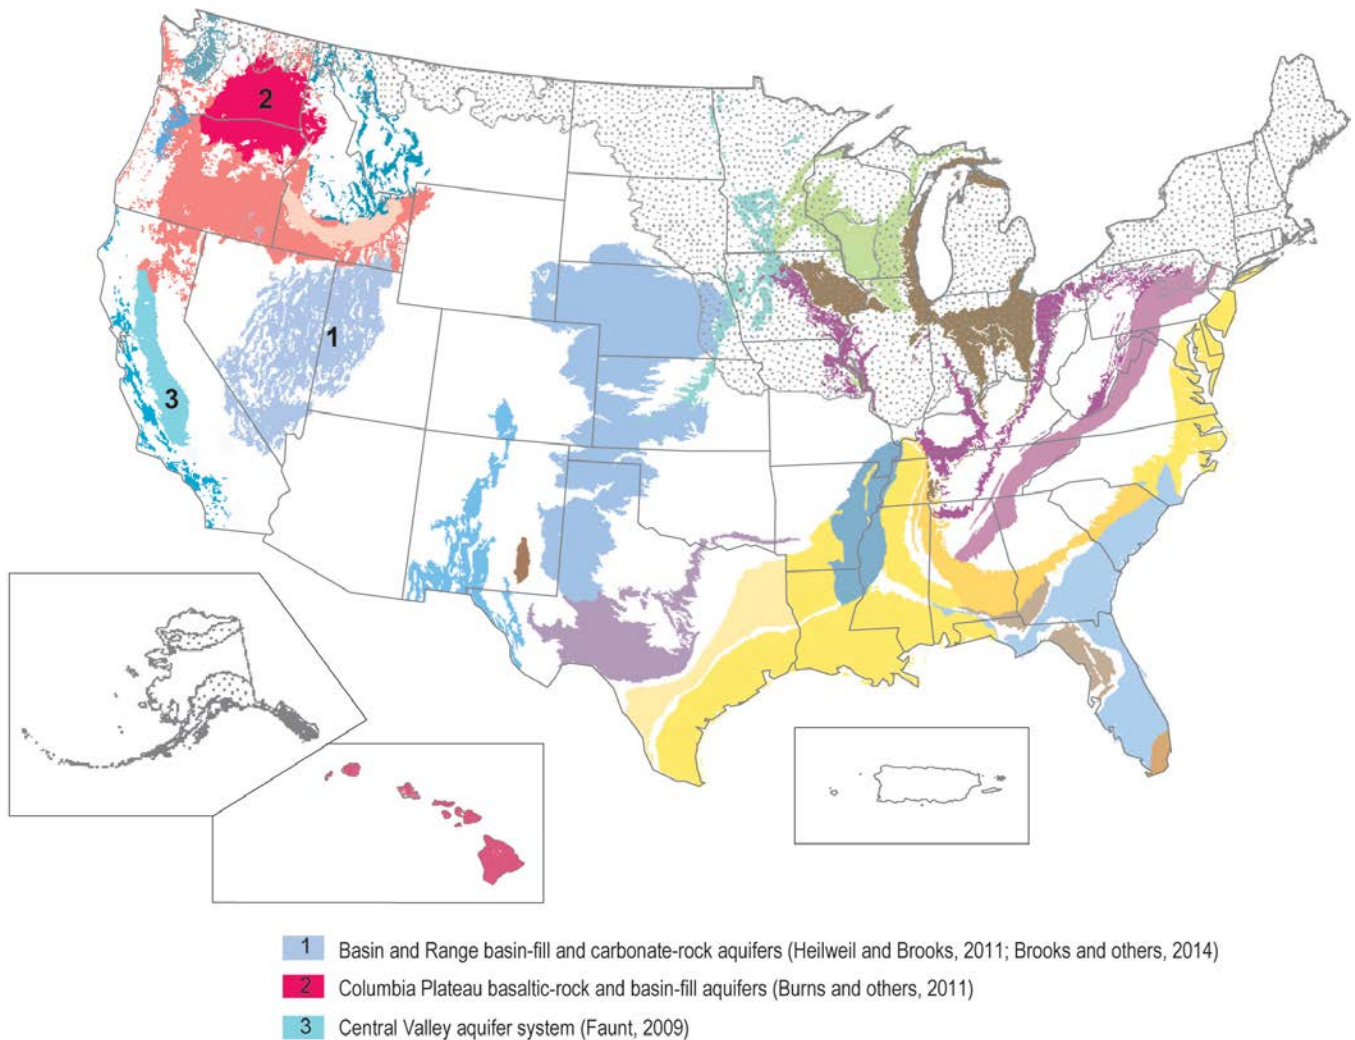 2
1
3
1 Basin and Range basin-fill and carbonate-rock aquifers (Heilweil and Brooks, 2011; Brooks and others, 2014)
2 Columbia Plateau basaltic-rock and basin-fill aquifers (Burns and others, 2011)
3 Central Valley aquifer system (Faunt, 2009)